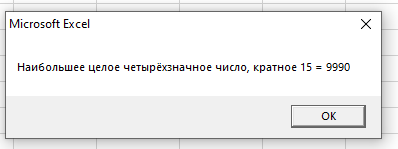 Microsoft Excel
Наибольшее целое четырёхзначное число, кратное 15 = 9990
OK